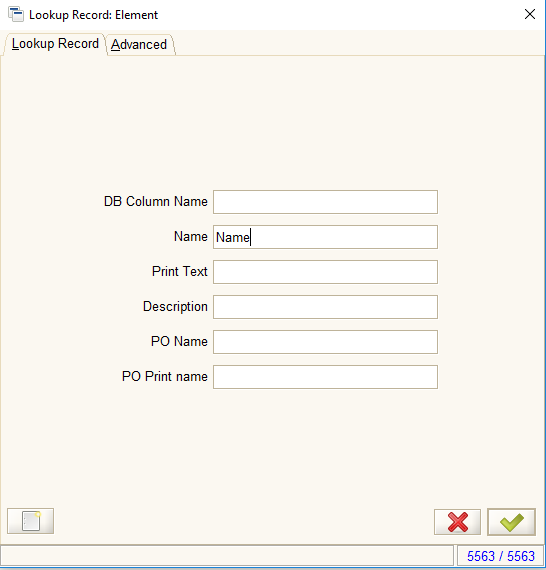 Lookup Record: Element
Lookup Record Advanced
DB Column Name
Name Name
Print Text
Description
PO Name
PO Print name
5563 / 5563